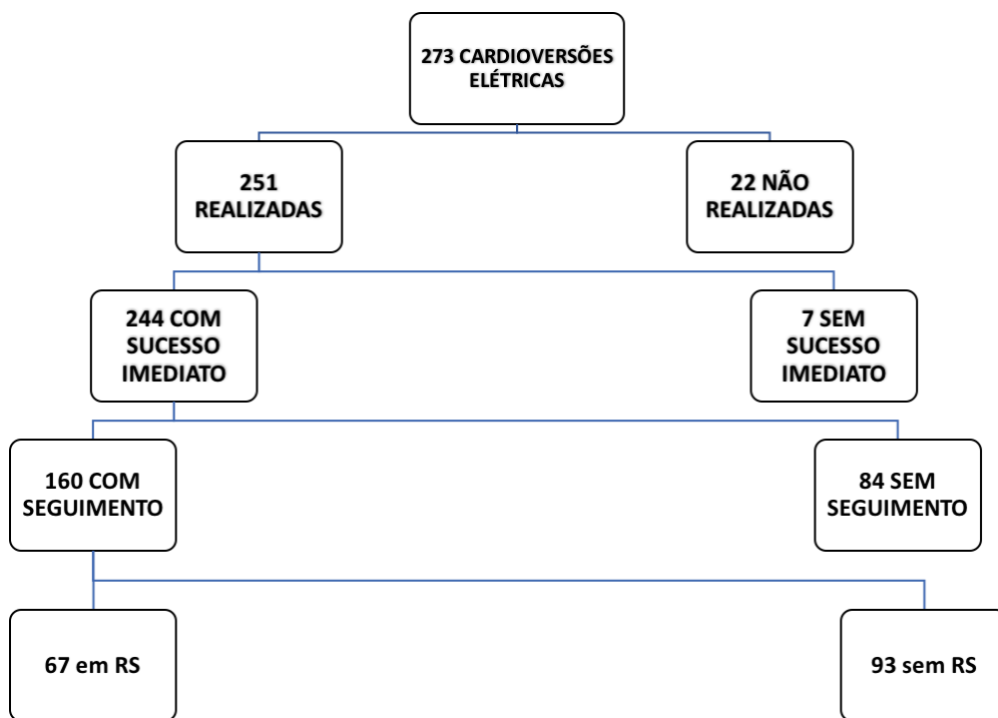 273 CARDIOVERSÕES
ELÉTRICAS
251
REALIZADAS
22 NÃO
REALIZADAS
244 COM
SUCESSO
IMEDIATO
7 SEM
SUCESSO
IMEDIATO
160 COM
SEGUIMENTO
84 SEM
SEGUIMENTO
67 em RS
93 sem RS